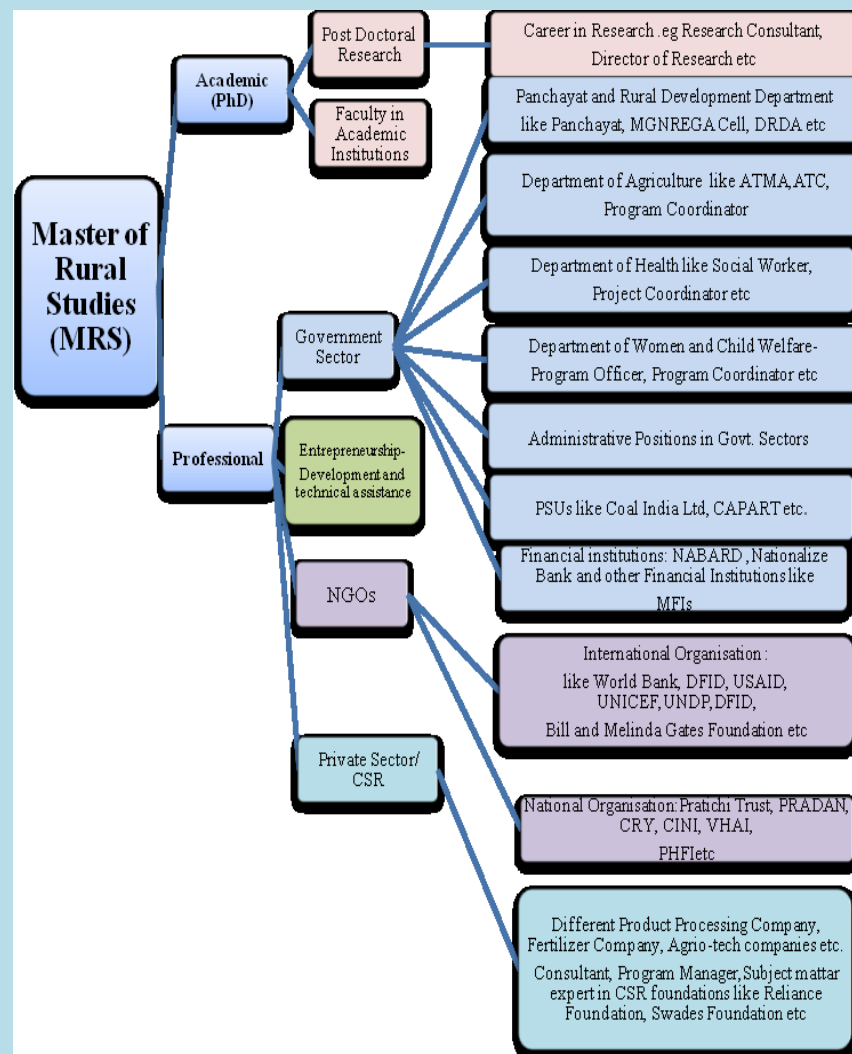 Master of
Rural
Studies
(MRS)
Academic
(PhD)
Post Doctoral
Research
Career in Research .eg Research Consultant,
Director of Research etc
Faculty in
Academic
Institutions
Professional
Government
Sector
Panchayat and Rural Development Department
like Panchayat, MGNREGA Cell, DRDA etc
Department of Agriculture like ATMA, ATC,
Program Coordinator
Department of Health like Social Worker,
Project Coordinator etc
Department of Women and Child Welfare-
Program Officer, Program Coordinator etc
Administrative Positions in Govt. Sectors
PSUs like Coal India Ltd, CAPART etc.
Financial institutions: NABARD , Nationalize
Bank and other Financial Institutions like
MFIs
Entrepreneurship-
Development and
technical assistance
NGOs
International Organisation :
like World Bank, DFID, USAID,
UNICEF, UNDP, DFID,
Bill and Melinda Gates Foundation etc
National Organisation: Pratichi Trust, PRADAN,
CRY, CINI, VHAI,
PHFIetc
Private Sector/
CSR
Different Product Processing Company,
Fertilizer Company, Agrio-tech companies etc.
Consultant, Program Manager, Subject mattar
expert in CSR foundations like Reliance
Foundation, Swades Foundation etc